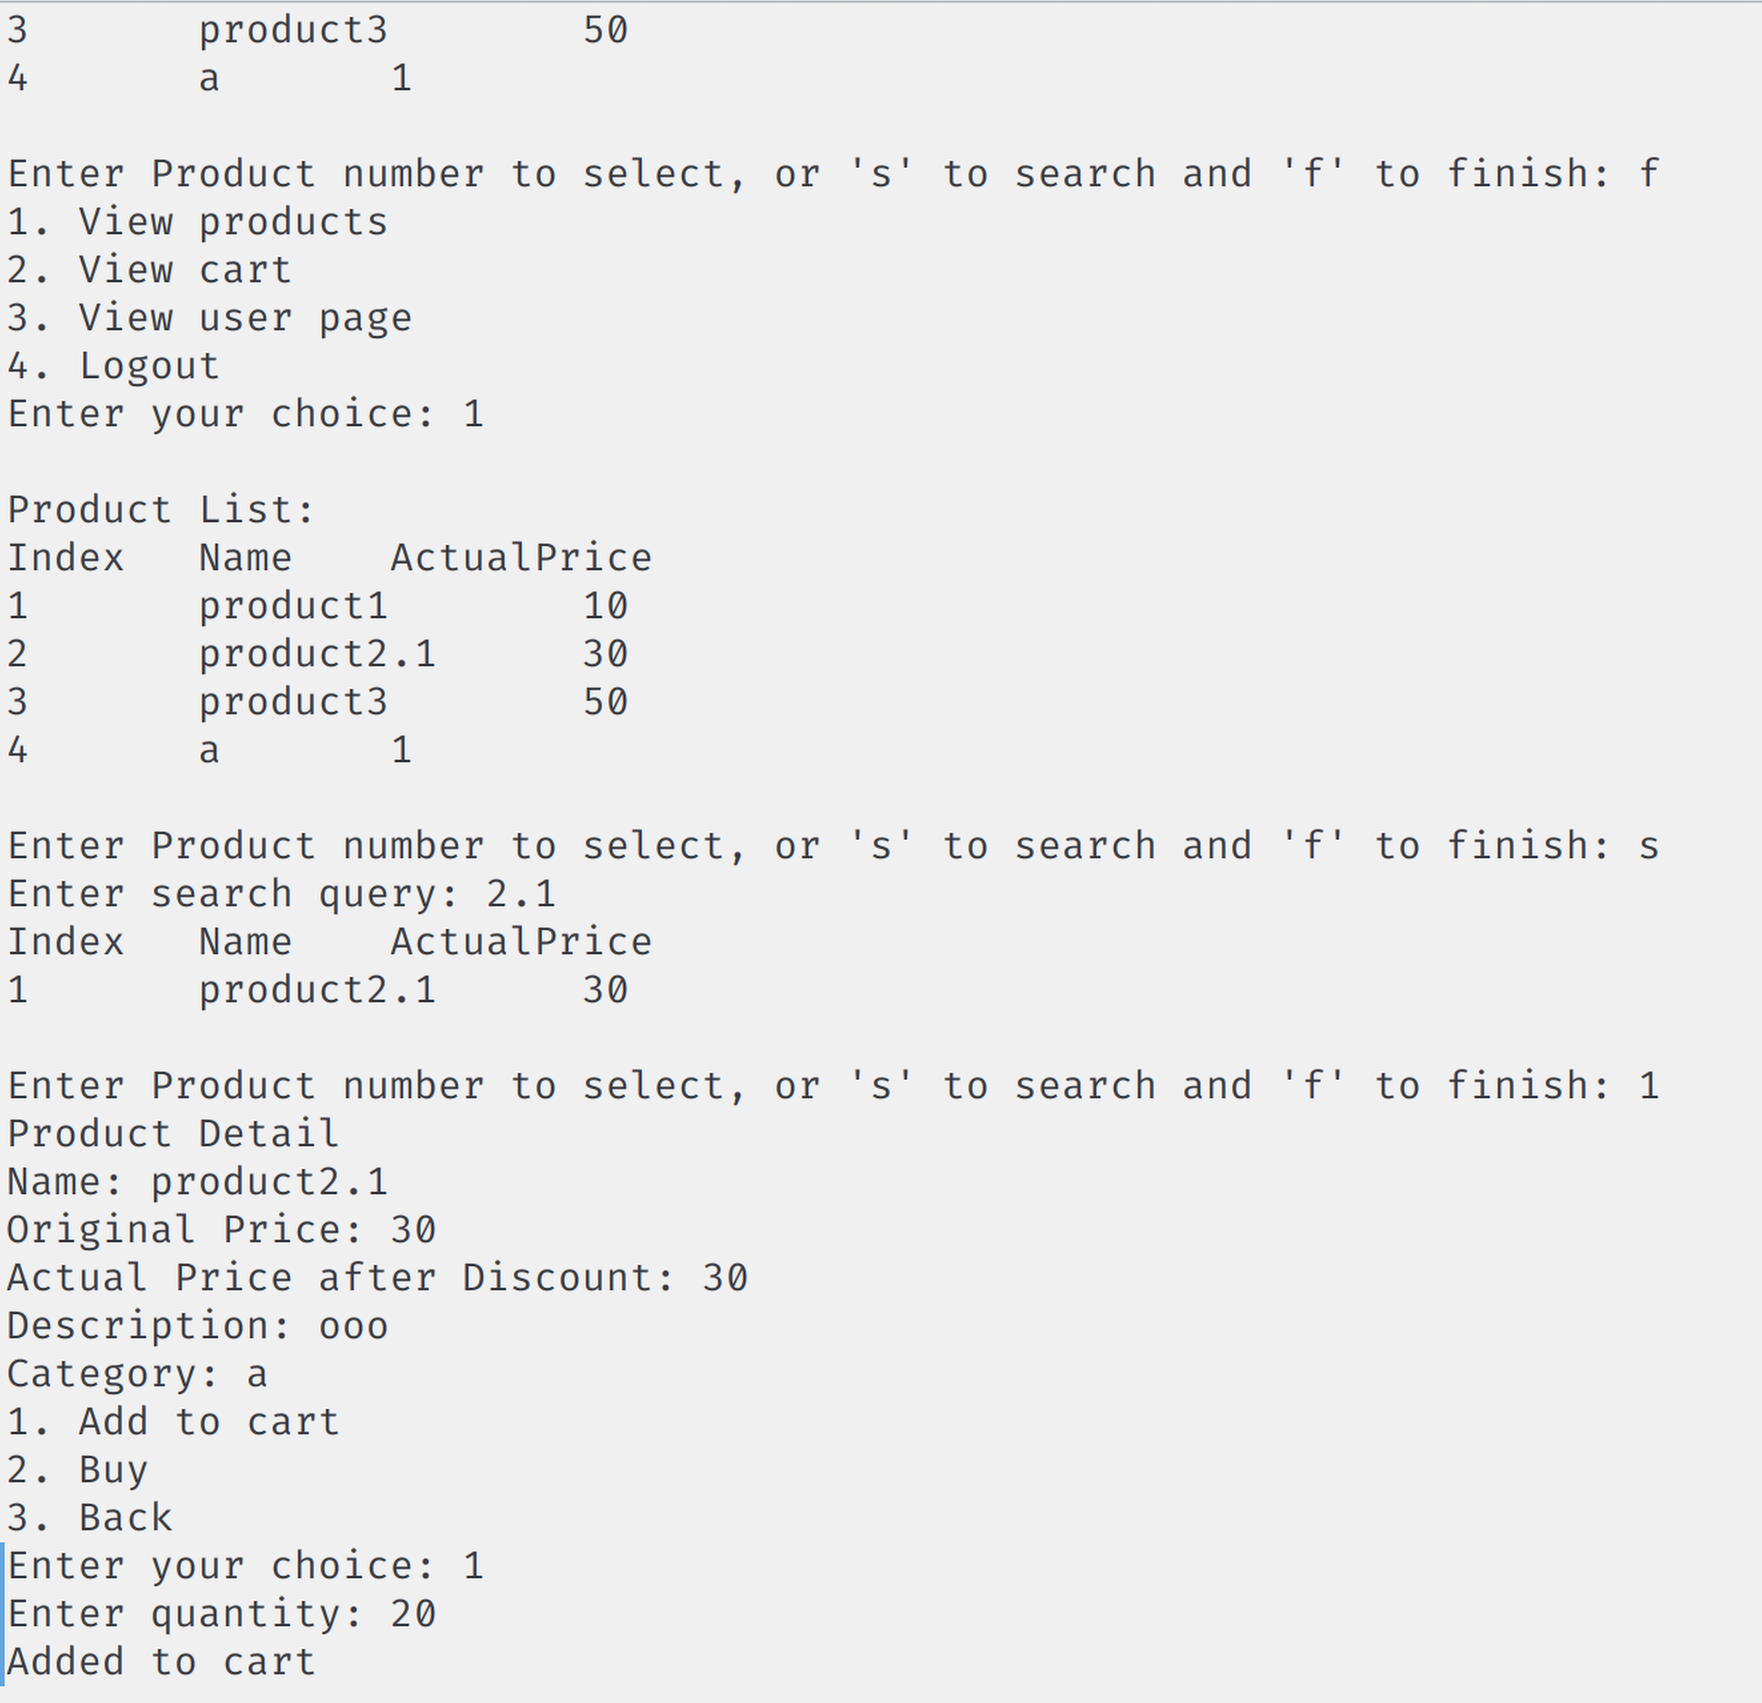 3       product3        50
4       a       1
Enter Product number to select, or 's' to search and 'f' to finish: f
1. View products
2. View cart
3. View user page
4. Logout
Enter your choice: 1
Product List:
Index   Name    ActualPrice
1       product1        10
2       product2.1      30
3       product3        50
4       a       1
Enter Product number to select, or 's' to search and 'f' to finish: s
Enter search query: 2.1
Index   Name    ActualPrice
1       product2.1      30
Enter Product number to select, or 's' to search and 'f' to finish: 1
Product Detail
Name: product2.1
Original Price: 30
Actual Price after Discount: 30
Description: ooo
Category: a
1. Add to cart
2. Buy
3. Back
Enter your choice: 1
Enter quantity: 20
Added to cart